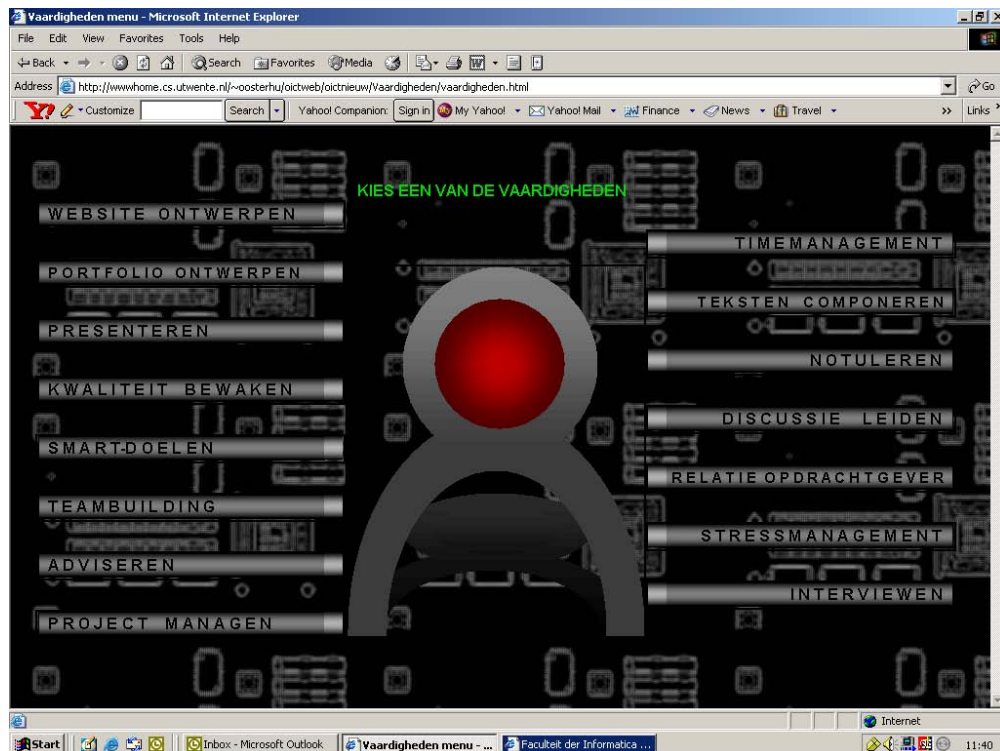 Vaardigheden menu - Microsoft Internet Explorer
File Edit View Favorites Tools Help
Back Search Favorites Media
Address http://wwwhome.cs.utwente.nl/~oosterhu/oictweb/oictnieuw/Vaardigheden/vaardigheden.html Go
Y? Customize Search Yahoo! Companion: Sign in My Yahoo! Yahoo! Mail Finance News Travel >> Links »
KIES EEN VAN DE VAARDIGHEDEN
WEBSITE ONTWERPEN
PORTFOLIO ONTWERPEN
PRESENTEREN
KWALITEIT BEWAKEN
SMART-DOELEN
TEAMBUILDING
ADVISEREN
PROJECT MANAGEN
TIMEMANAGEMENT
TEKSTEN COMPONEREN
NOTULEREN
DISCUSSIE LEIDEN
RELATIE OPDRACHTGEVER
STRESSMANAGEMENT
INTERVIEWEN
Internet
Start Inbox - Microsoft Outlook Vaardigheden menu - ... Faculteit der Informatica ... 11:40